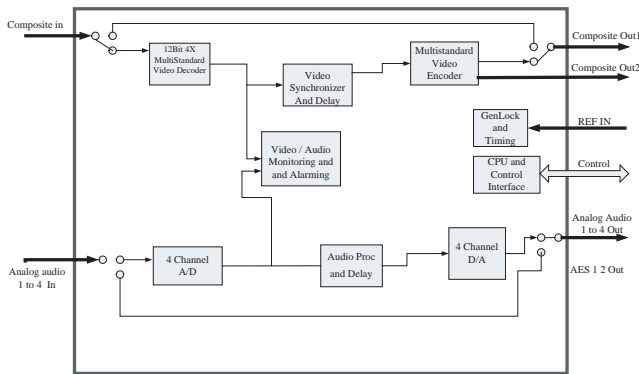 Composite in
12Bit 4X
MultiStandard
Video Decoder
Multistandard
Video
Encoder
Composite Out1
Composite Out2
Video
Synchronizer
And Delay
GenLock
and
Timing
REF IN
Video / Audio
Monitoring and
and Alarming
CPU and
Control
Interface
Control
Analog audio
1 to 4 In
4 Channel
A/D
Audio Proc
and Delay
4 Channel
D/A
Analog Audio
1 to 4 Out
AES 1 2 Out